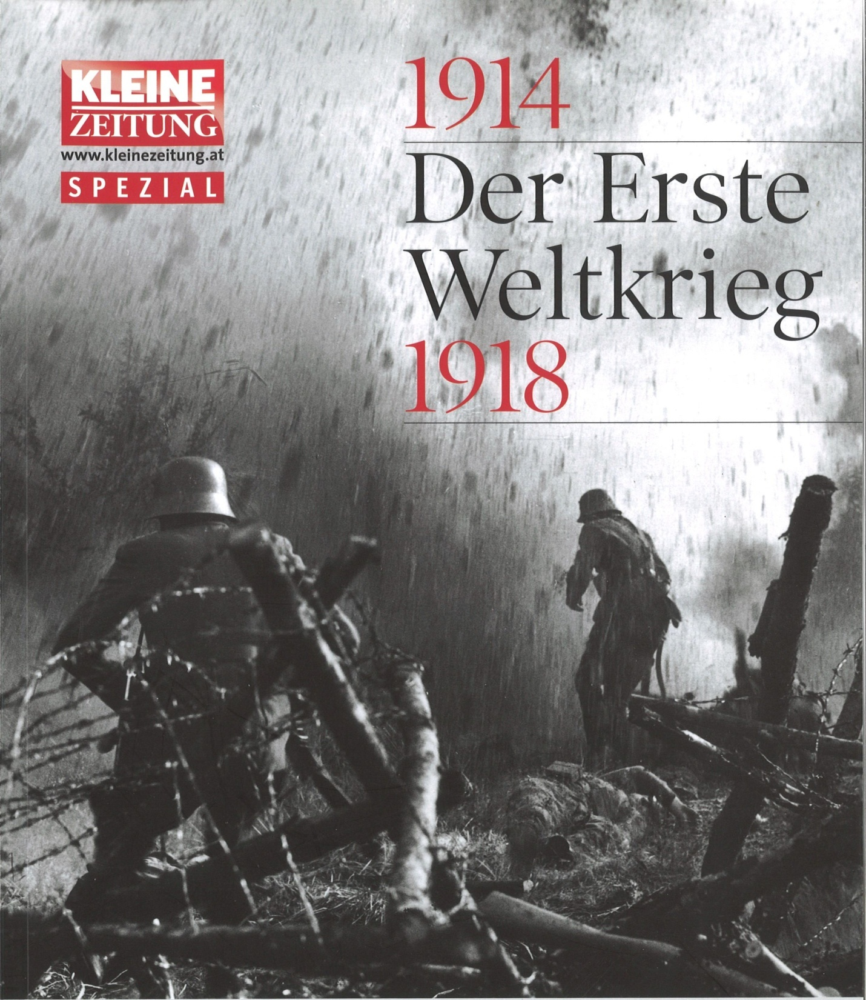 KLEINE
ZEITUNG
www.kleinezeitung.at
SPEZIAL
1914
Der Erste
Weltkrieg
1918